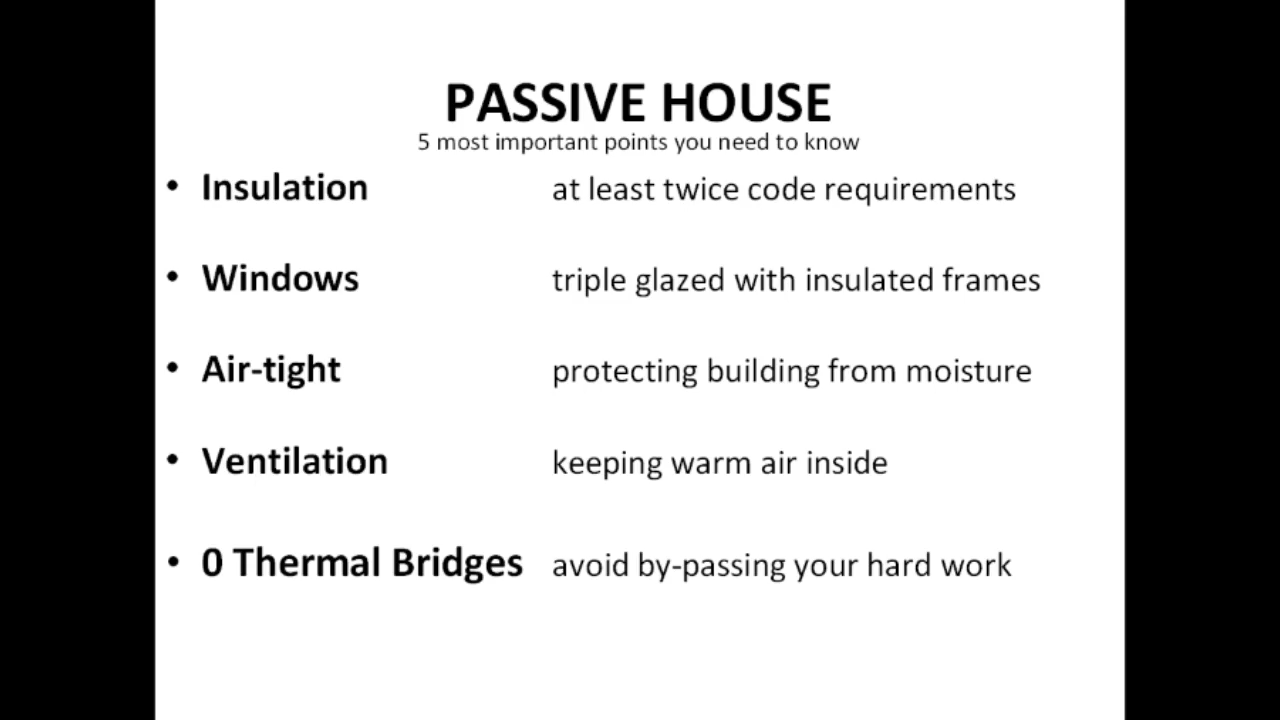 PASSIVE HOUSE
5 most important points you need to know
• Insulation at least twice code requirements
• Windows triple glazed with insulated frames
• Air-tight protecting building from moisture
• Ventilation keeping warm air inside
• 0 Thermal Bridges avoid by-passing your hard work